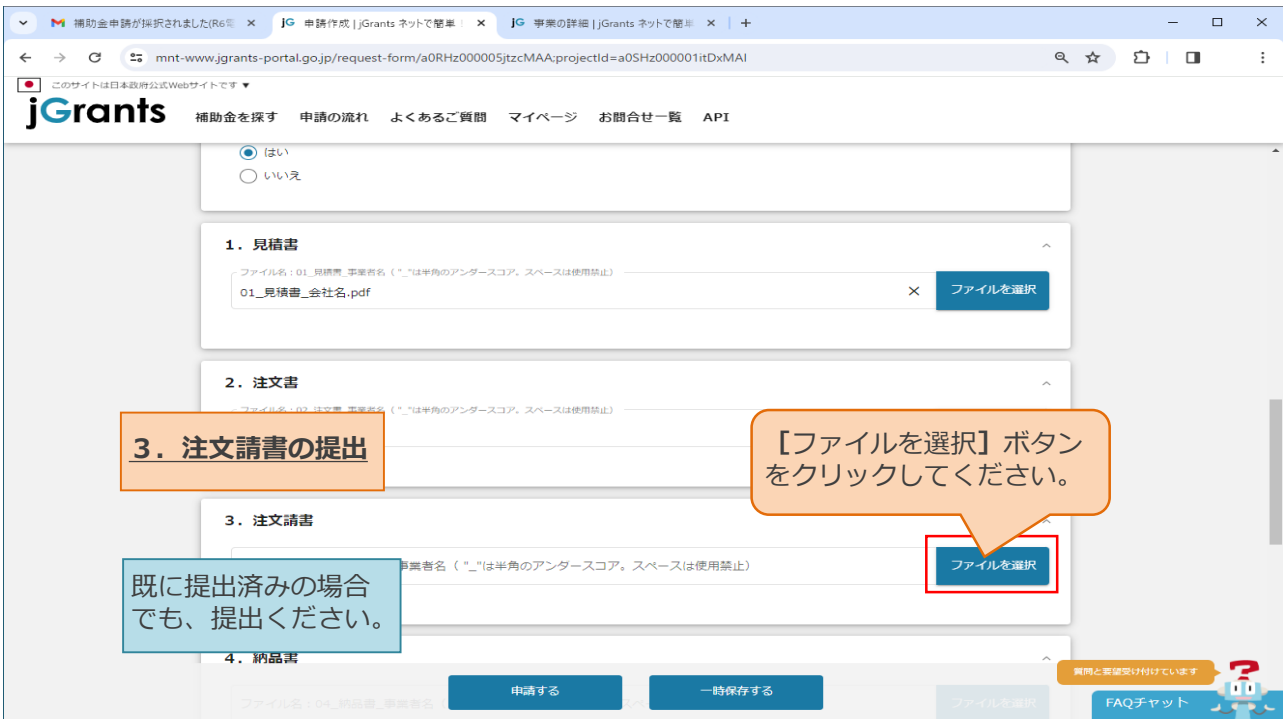 補助金申請が採択されました(R6電
申請作成 | jGrants ネットで簡単！
事業の詳細 | jGrants ネットで簡単
mnt-www.jgrants-portal.go.jp/request-form/a0RHz000005jtzcMAA:projectId=a0SHz000001itDxMAI
このサイトは日本政府公式Webサイトです ▼
jGrants
補助金を探す 申請の流れ よくあるご質問 マイページ お問合せ一覧 API
はい
いいえ
1．見積書
ファイル名：01_見積書_事業者名（ "_"は半角のアンダースコア。スペースは使用禁止）
01_見積書_会社名.pdf
ファイルを選択
2．注文書
ファイル名：02_注文書_事業者名（ "_"は半角のアンダースコア。スペースは使用禁止）
3．注文請書の提出
【ファイルを選択】ボタン
をクリックしてください。
3．注文請書
事業者名（ "_"は半角のアンダースコア。スペースは使用禁止）
ファイルを選択
既に提出済みの場合
でも、提出ください。
4．納品書
ファイル名：04_納品書_事業者名（
ファイルを選択
申請する
一時保存する
質問と要望受け付けています
FAQチャット